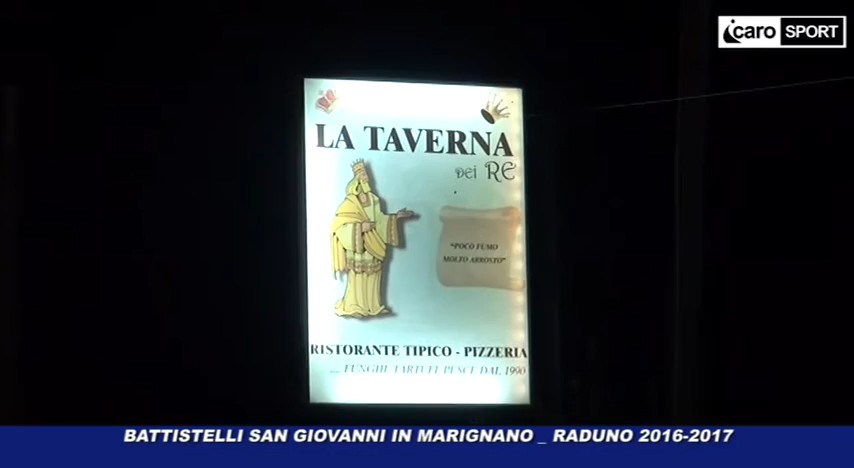 icaro SPORT
LA TAVERNA
Dei RE
"POCO FUMO
MOLTO ARROSTO"
RISTORANTE TIPICO - PIZZERIA
... FUNGHI TARTUFI PESCE DAL 1990
BATTISTELLI SAN GIOVANNI IN MARIGNANO _ RADUNO 2016-2017